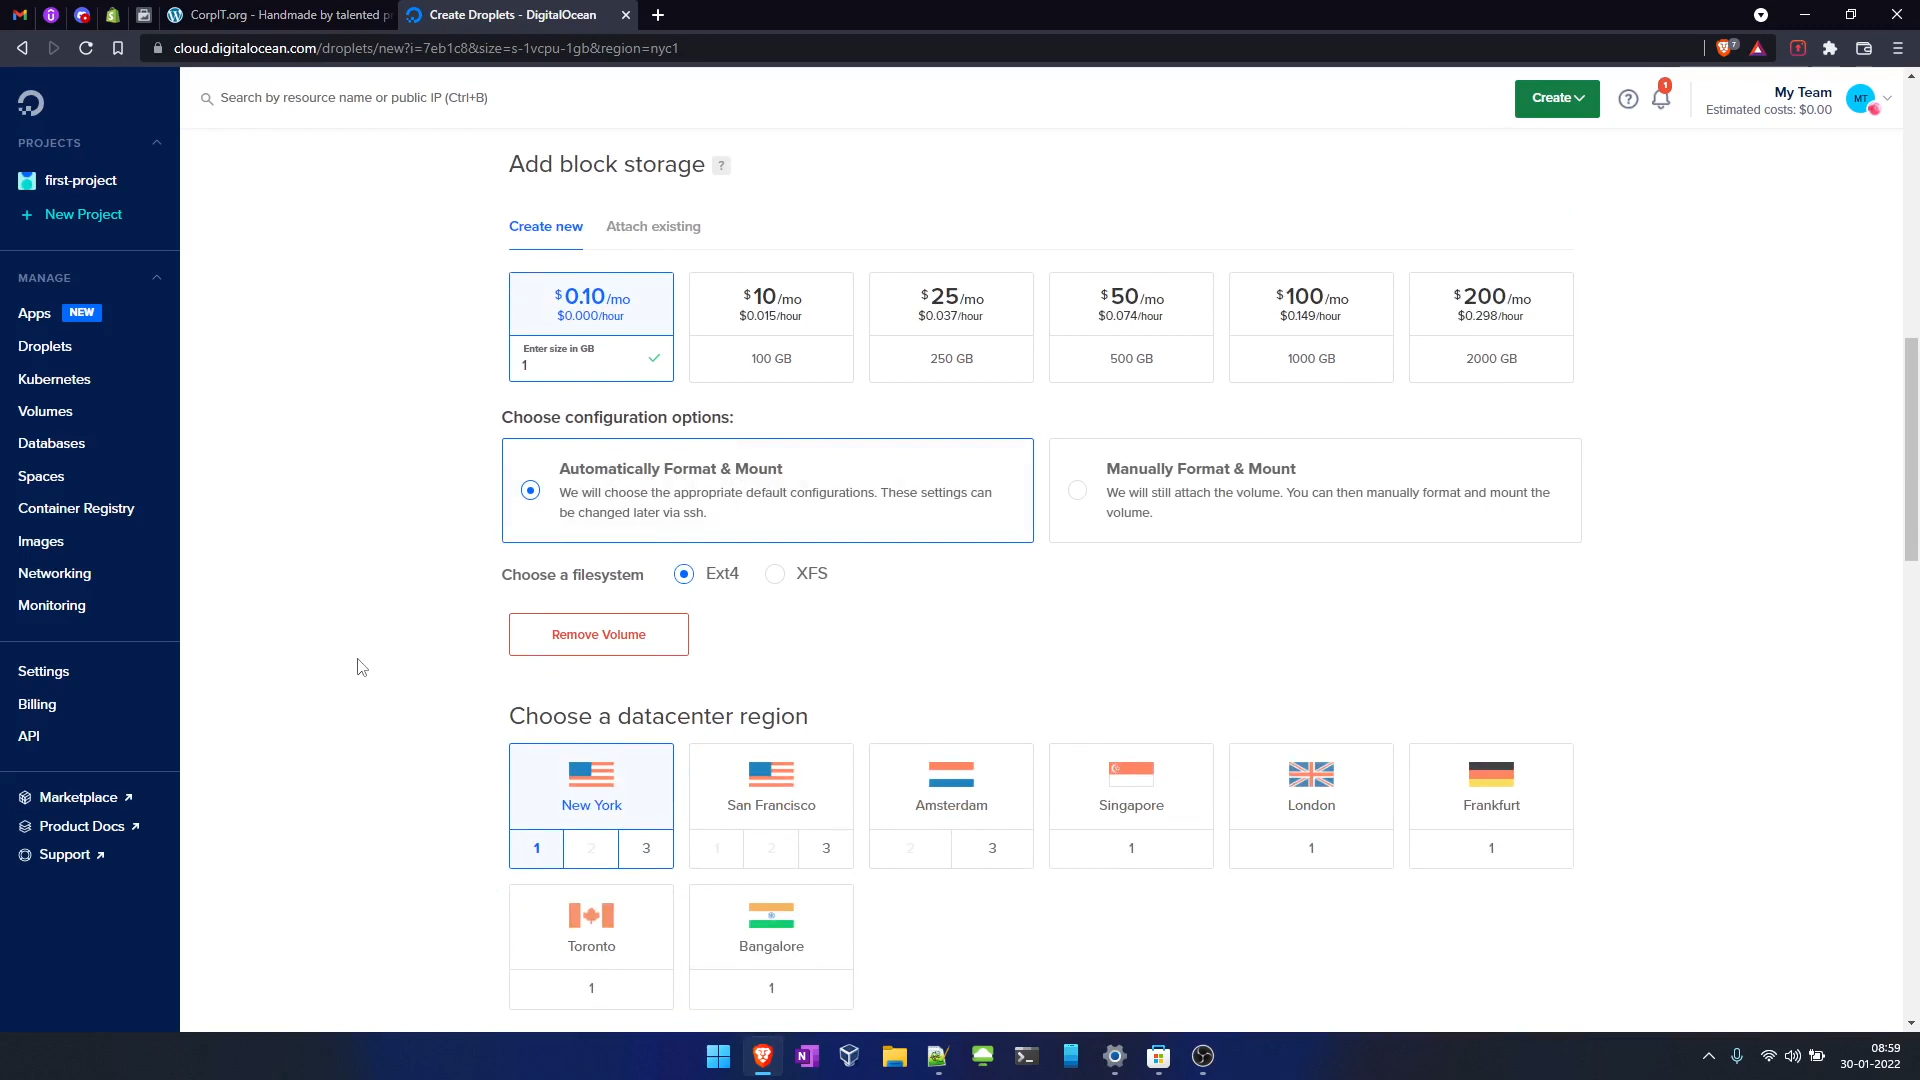 CorpIT.org - Handmade by talented p
Create Droplets - DigitalOcean
cloud.digitalocean.com/droplets/new?i=7eb1c8&size=s-1vcpu-1gb&region=nyc1
7
Search by resource name or public IP (Ctrl+B)
Create
1
My Team
Estimated costs: $0.00
MT
PROJECTS
first-project
New Project
MANAGE
Apps NEW
Droplets
Kubernetes
Volumes
Databases
Spaces
Container Registry
Images
Networking
Monitoring
Settings
Billing
API
Marketplace
Product Docs
Support
Add block storage ?
Create new
Attach existing
$0.10/mo
$0.000/hour
Enter size in GB
1
$10/mo
$0.015/hour
100 GB
$25/mo
$0.037/hour
250 GB
$50/mo
$0.074/hour
500 GB
$100/mo
$0.149/hour
1000 GB
$200/mo
$0.298/hour
2000 GB
Choose configuration options:
Automatically Format & Mount
We will choose the appropriate default configurations. These settings can
be changed later via ssh.
Manually Format & Mount
We will still attach the volume. You can then manually format and mount the
volume.
Choose a filesystem
Ext4
XFS
Remove Volume
Choose a datacenter region
New York
1 2 3
San Francisco
1 2 3
Amsterdam
2 3
Singapore
1
London
1
Frankfurt
1
Toronto
1
Bangalore
1
08:59
30-01-2022